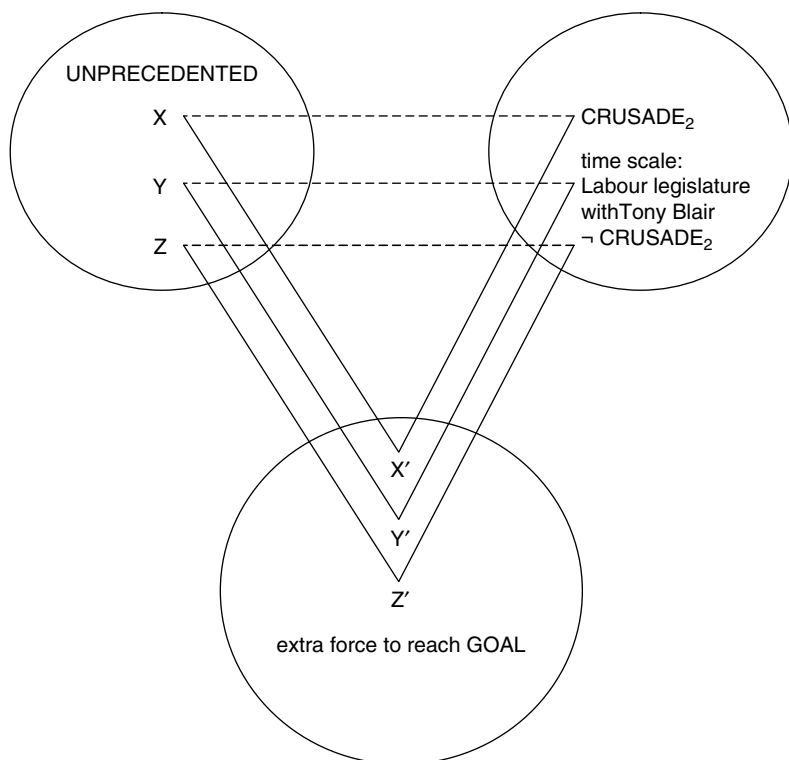 UNPRECEDENTED
X
Y
Z
CRUSADE₂
time scale:
Labour legislature
withTony Blair
¬ CRUSADE₂
X′
Y′
Z′
extra force to reach GOAL